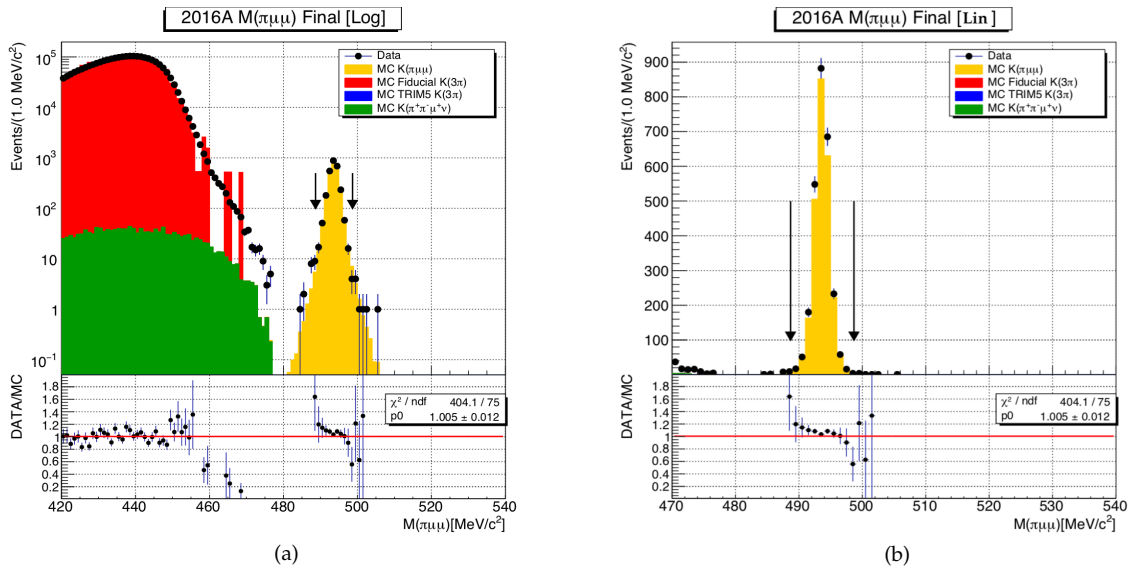 2016A M(πμμ) Final [Log]
Events/(1.0 MeV/c²)
10⁵
10⁴
10³
10²
10
1
10⁻¹
Data
MC K(πμμ)
MC Fiducial K(3π)
MC TRIM5 K(3π)
MC K(π⁺π⁻μ⁺ν)
DATA/MC
1.8
1.6
1.4
1.2
1
0.8
0.6
0.4
0.2
χ² / ndf 404.1 / 75
p0 1.005 ± 0.012
420 440 460 480 500 520 540
M(πμμ)[MeV/c²]
(a)
2016A M(πμμ) Final [Lin]
Events/(1.0 MeV/c²)
900
800
700
600
500
400
300
200
100
Data
MC K(πμμ)
MC Fiducial K(3π)
MC TRIM5 K(3π)
MC K(π⁺π⁻μ⁺ν)
DATA/MC
1.8
1.6
1.4
1.2
1
0.8
0.6
0.4
0.2
χ² / ndf 404.1 / 75
p0 1.005 ± 0.012
470 480 490 500 510 520 530 540
M(πμμ)[MeV/c²]
(b)